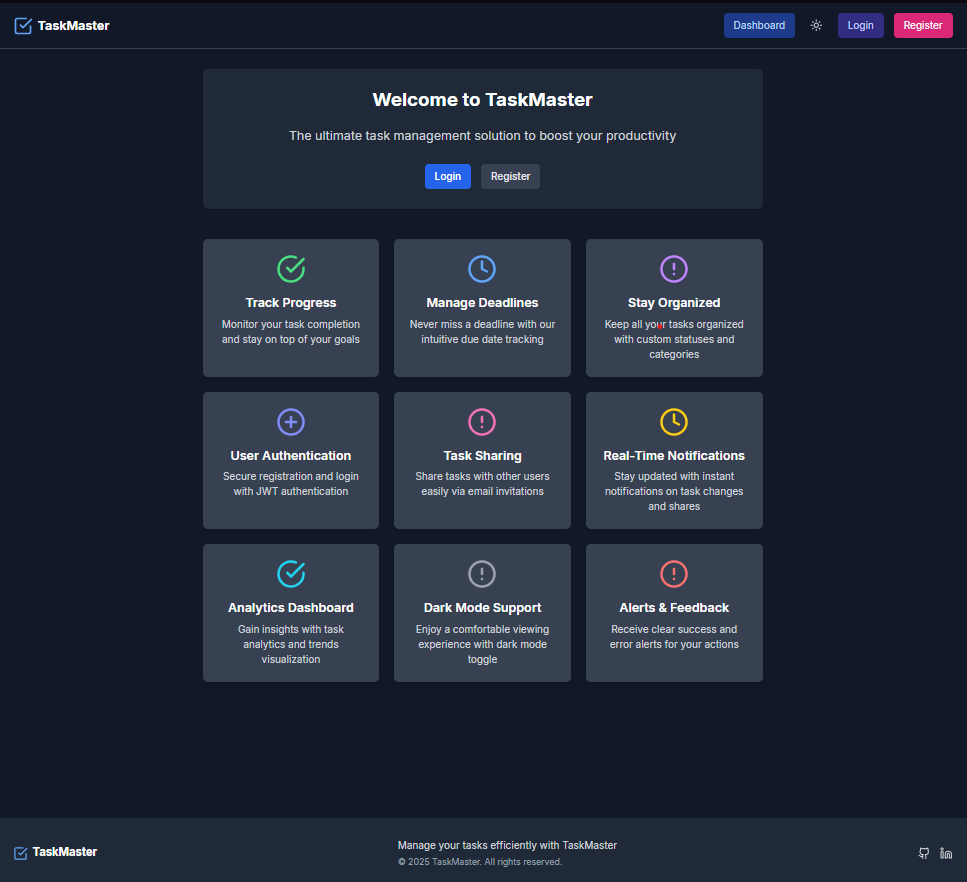 TaskMaster
Dashboard
Login
Register
Welcome to TaskMaster
The ultimate task management solution to boost your productivity
Login
Register
Track Progress
Monitor your task completion
and stay on top of your goals
Manage Deadlines
Never miss a deadline with our
intuitive due date tracking
Stay Organized
Keep all your tasks organized
with custom statuses and
categories
User Authentication
Secure registration and login
with JWT authentication
Task Sharing
Share tasks with other users
easily via email invitations
Real-Time Notifications
Stay updated with instant
notifications on task changes
and shares
Analytics Dashboard
Gain insights with task
analytics and trends
visualization
Dark Mode Support
Enjoy a comfortable viewing
experience with dark mode
toggle
Alerts & Feedback
Receive clear success and
error alerts for your actions
TaskMaster
Manage your tasks efficiently with TaskMaster
© 2025 TaskMaster. All rights reserved.